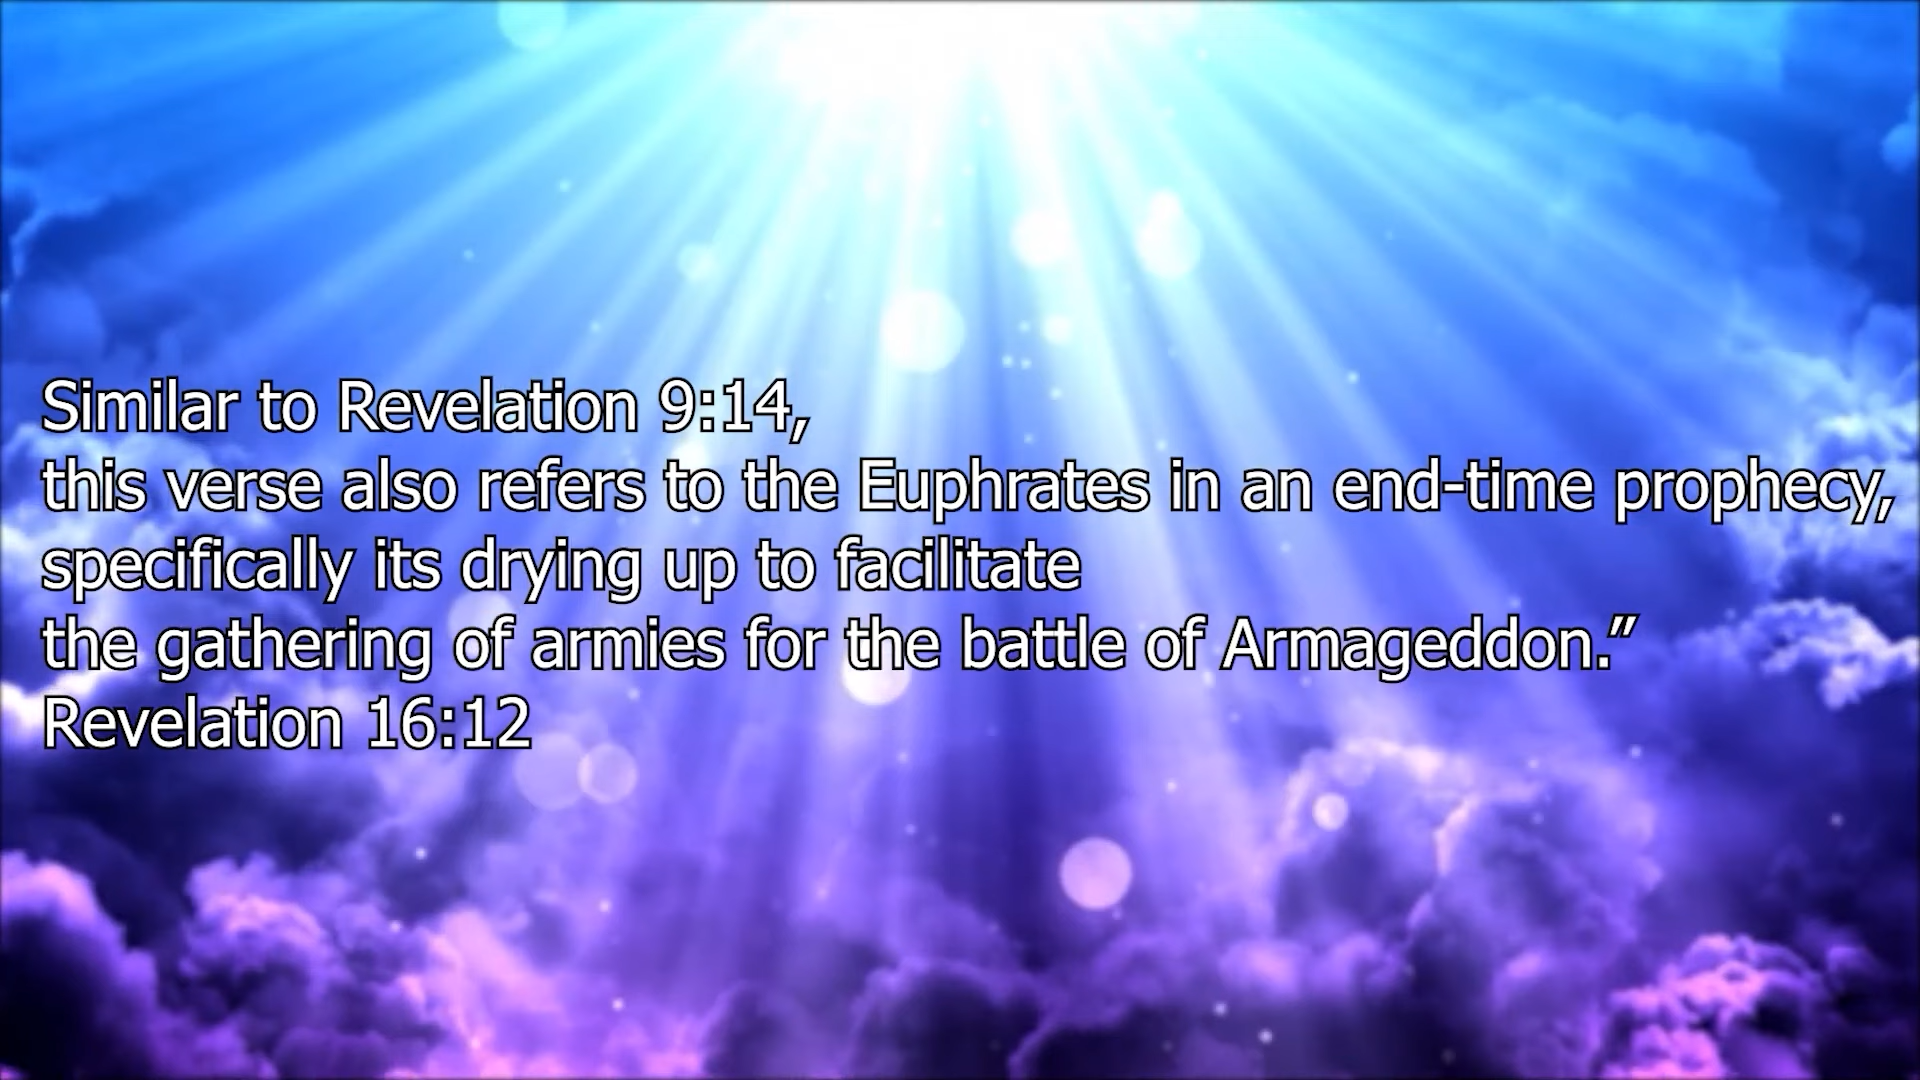 Similar to Revelation 9:14,
this verse also refers to the Euphrates in an end-time prophecy,
specifically its drying up to facilitate
the gathering of armies for the battle of Armageddon.”
Revelation 16:12